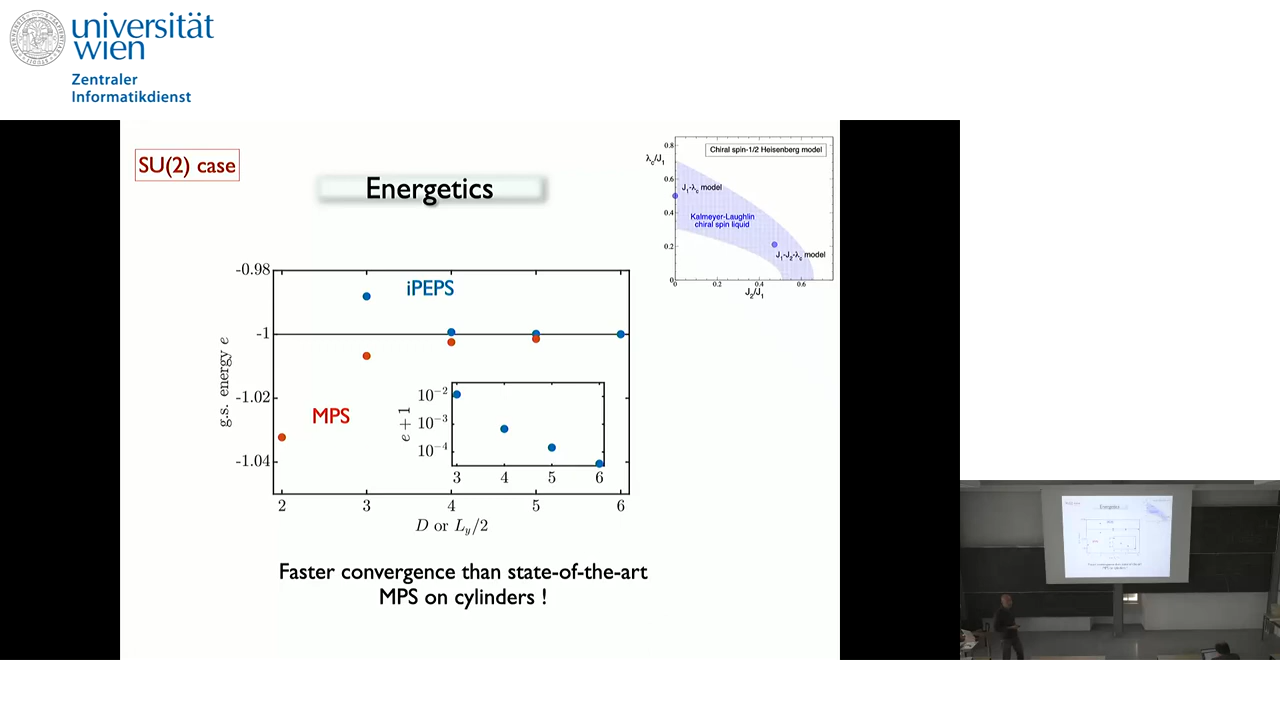 universität
wien
Zentraler
Informatikdienst
SU(2) case
Energetics
0.8
0.6
0.4
0.2
0
λc/J1
Chiral spin-1/2 Heisenberg model
J1-λc model
Kalmeyer-Laughlin
chiral spin liquid
J1-J2-λc model
0 0.2 0.4 0.6
J2/J1
-0.98
-1
-1.02
-1.04
g.s. energy e
iPEPS
MPS
10−2
10−3
10−4
e + 1
3 4 5 6
2 3 4 5 6
D or Ly/2
Faster convergence than state-of-the-art
MPS on cylinders !
Energetics